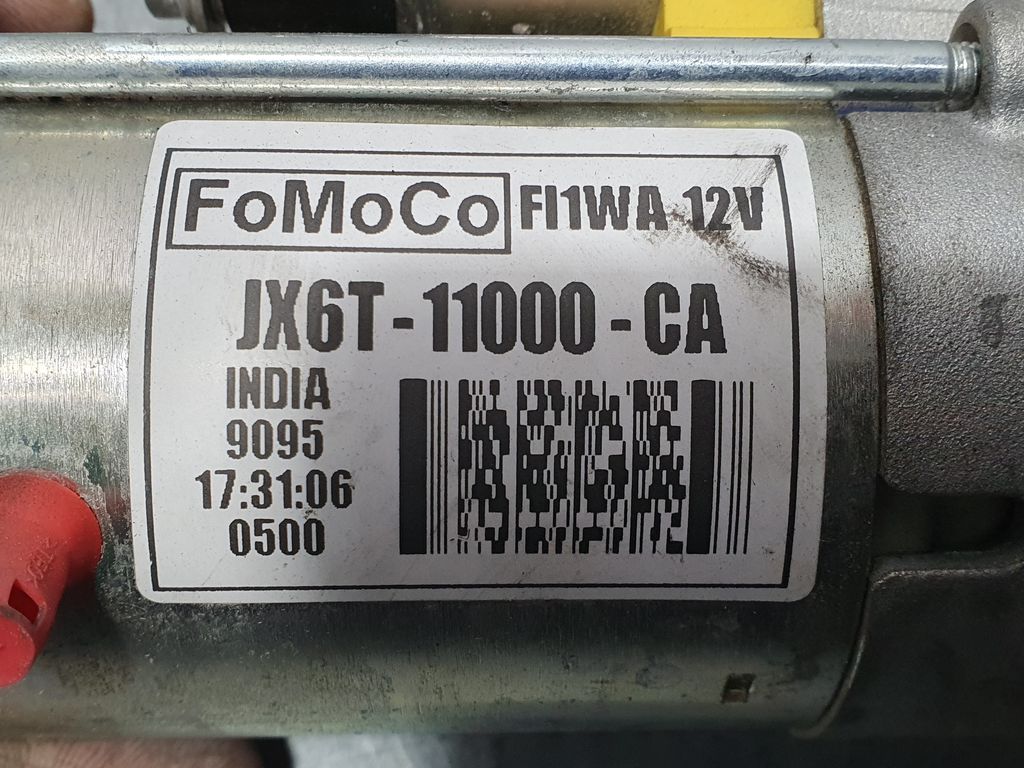 FoMoCo FI1WA 12V
JX6T-11000-CA
INDIA
9095
17:31:06
0500